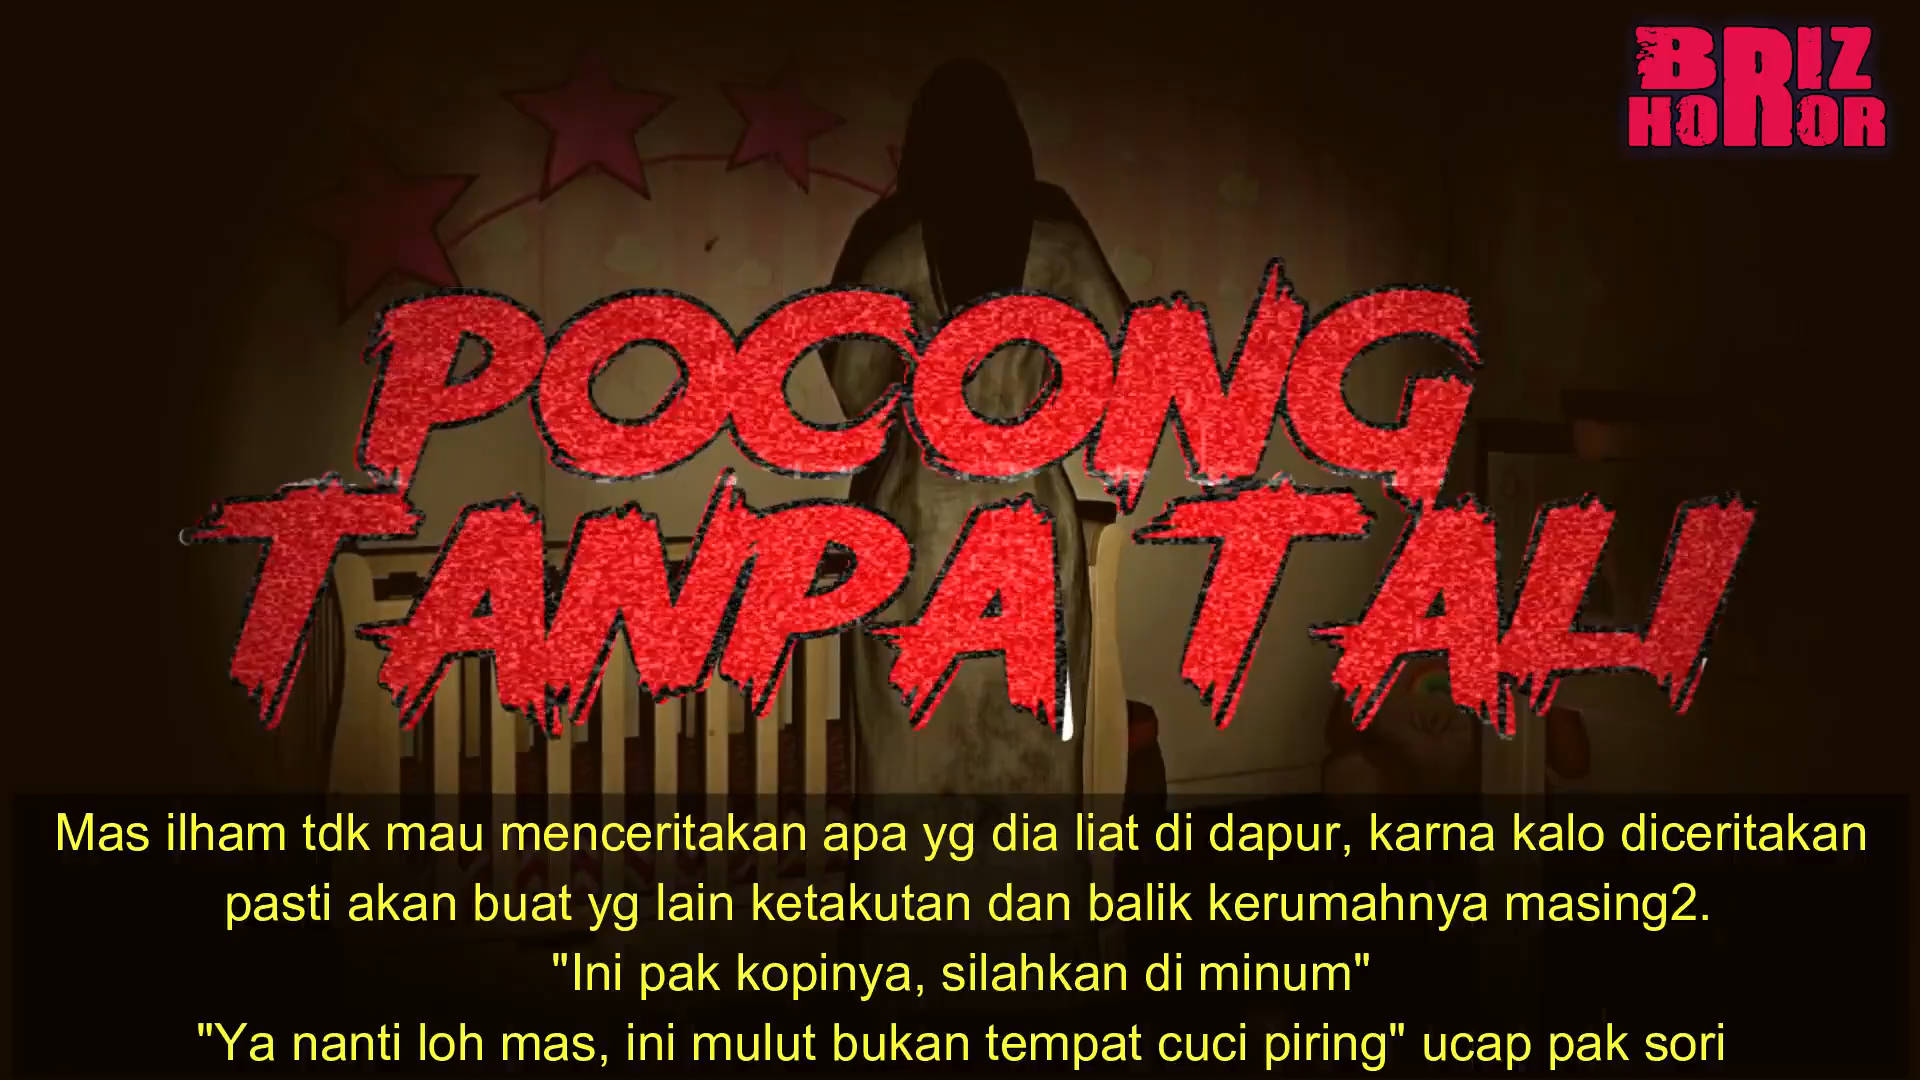 BRIZ
HOROR
POCONG
TANPA TALI
Mas ilham tdk mau menceritakan apa yg dia liat di dapur, karna kalo diceritakan
pasti akan buat yg lain ketakutan dan balik kerumahnya masing2.
"Ini pak kopinya, silahkan di minum"
"Ya nanti loh mas, ini mulut bukan tempat cuci piring" ucap pak sori